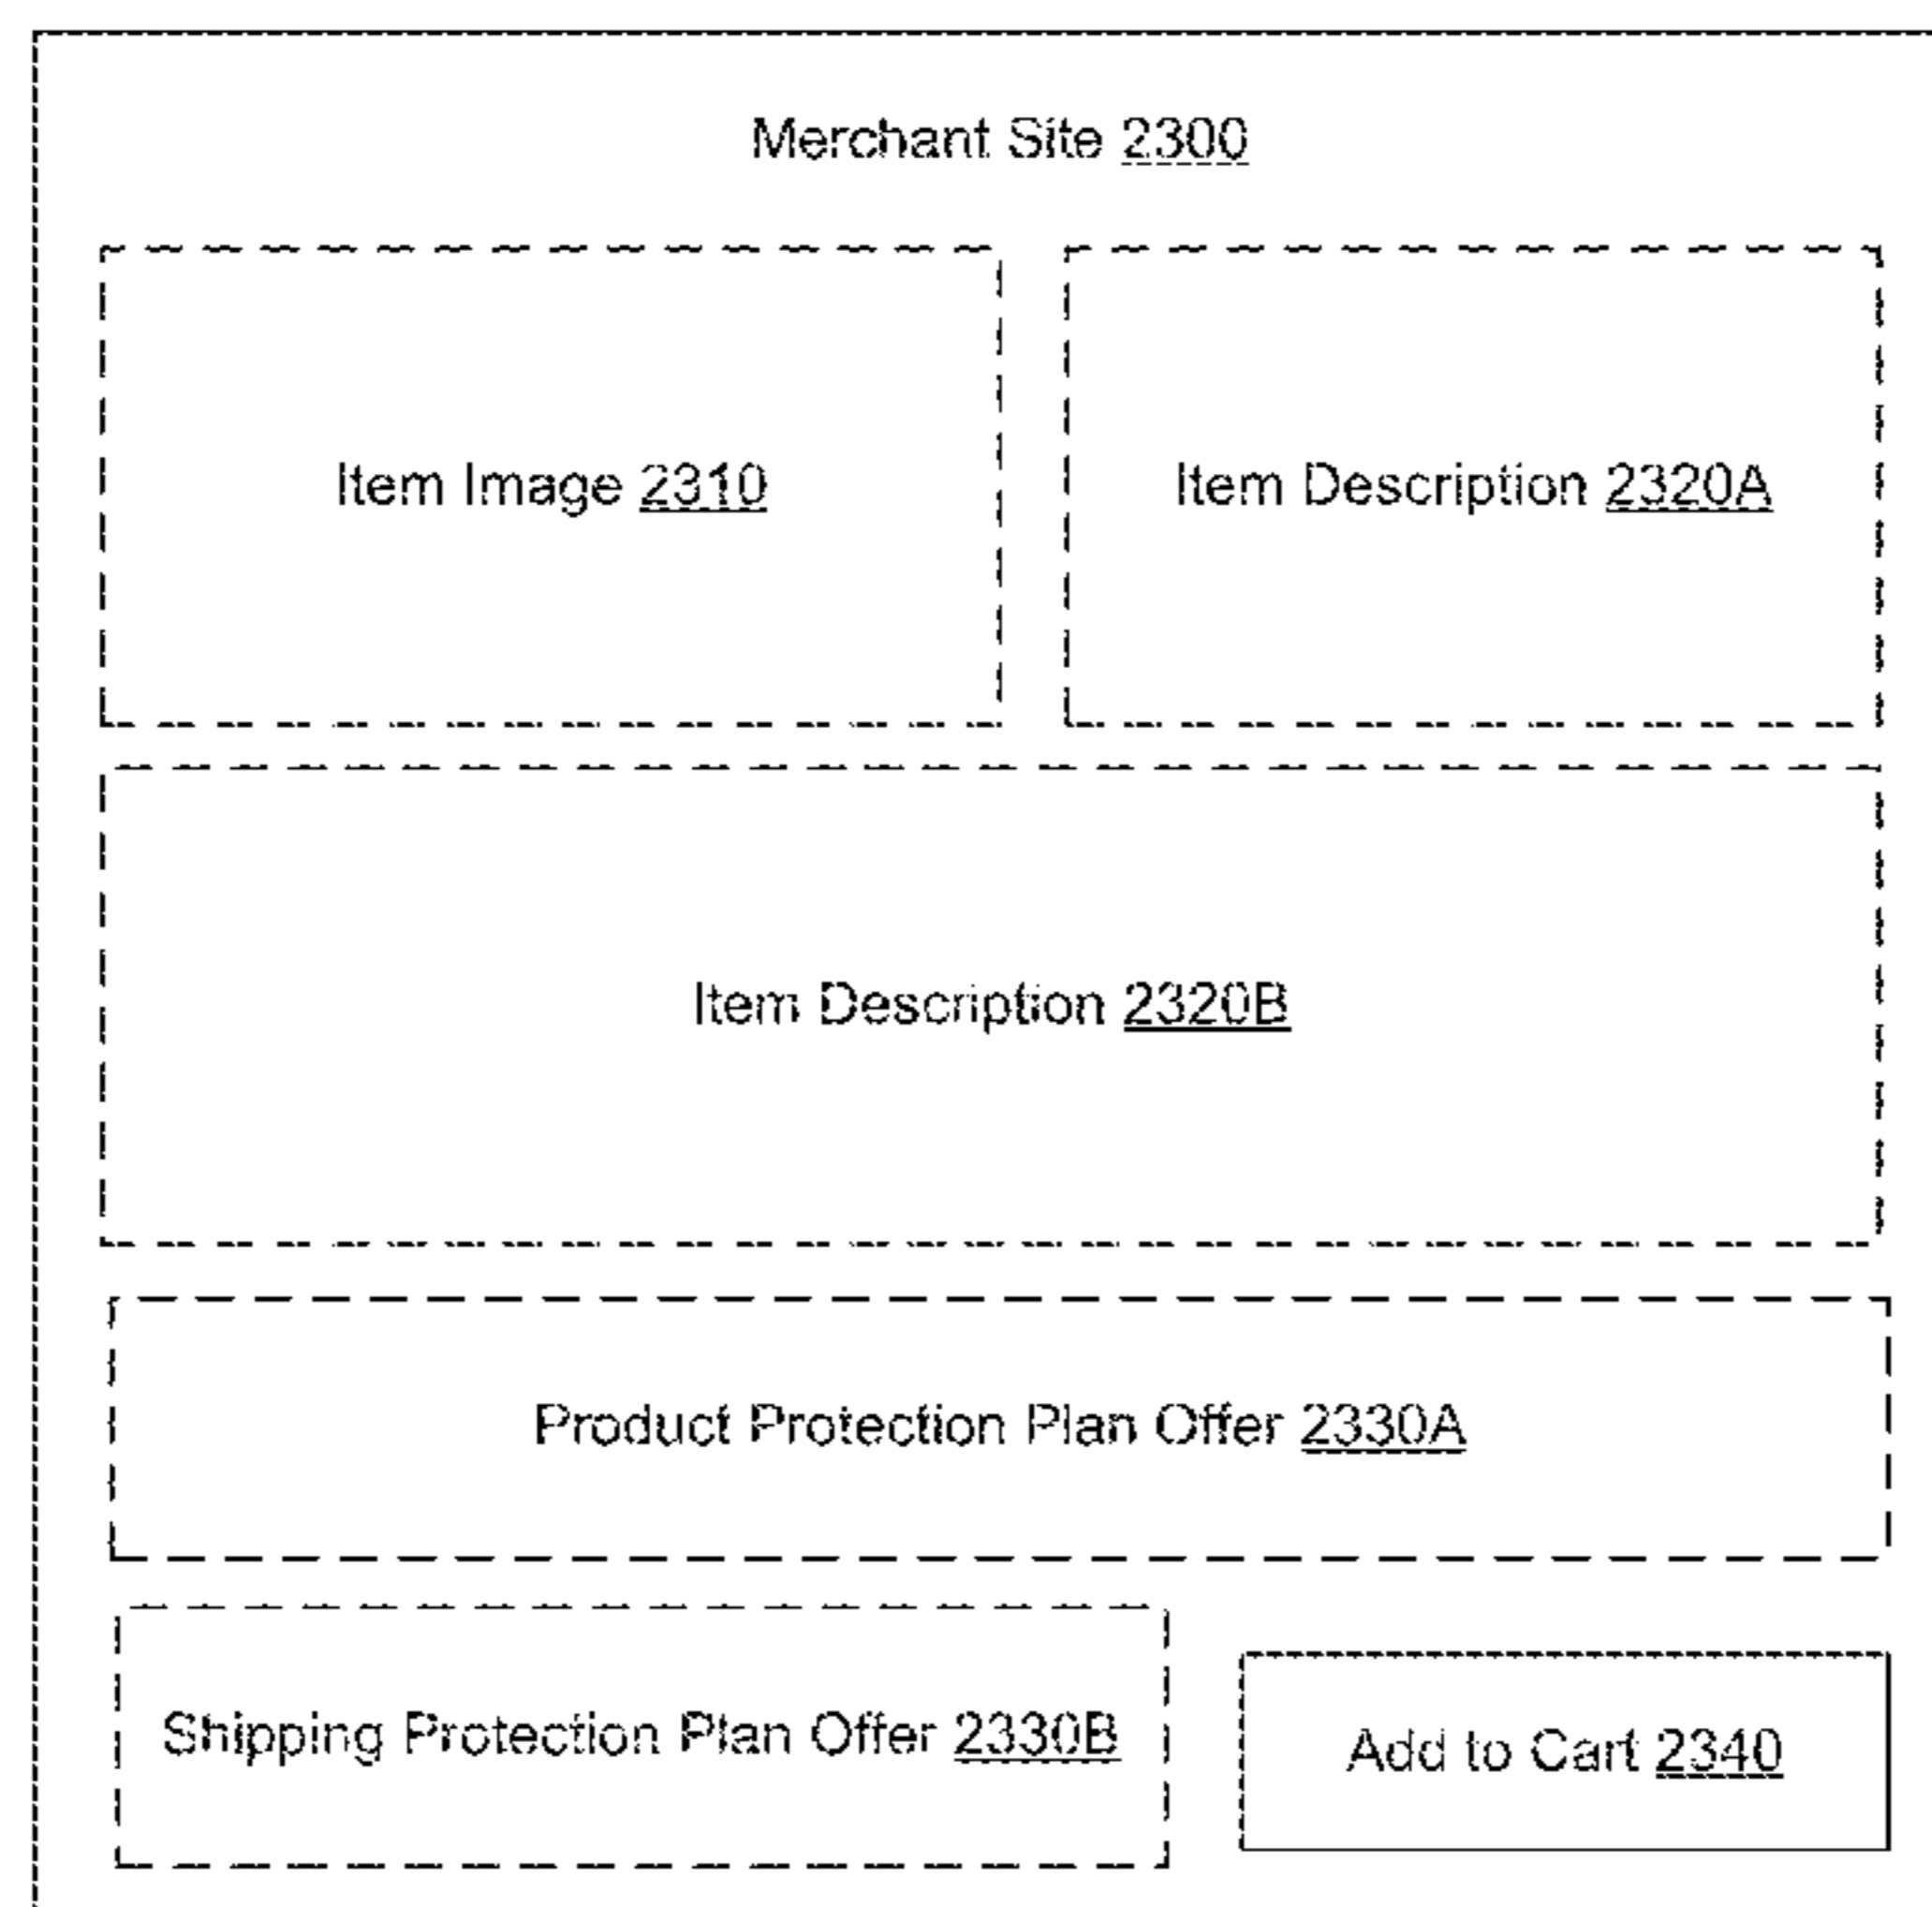 Merchant Site 2300
Item Image 2310
Item Description 2320A
Item Description 2320B
Product Protection Plan Offer 2330A
Shipping Protection Plan Offer 2330B
Add to Cart 2340